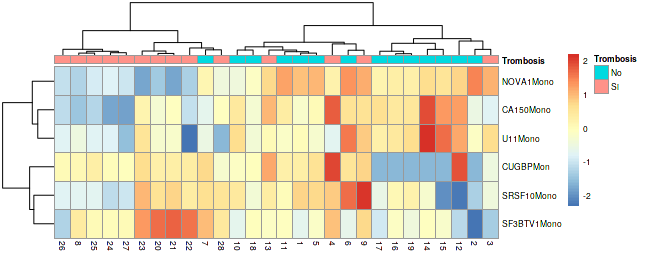 Trombosis
NOVA1Mono
CA150Mono
U11Mono
CUGBPMon
SRSF10Mono
SF3BTV1Mono
26 8 25 24 27 23 20 21 22 7 28 10 18 13 11 1 5 4 6 9 17 16 19 14 15 12 2 3
2
1
0
-1
-2
Trombosis
No
SI